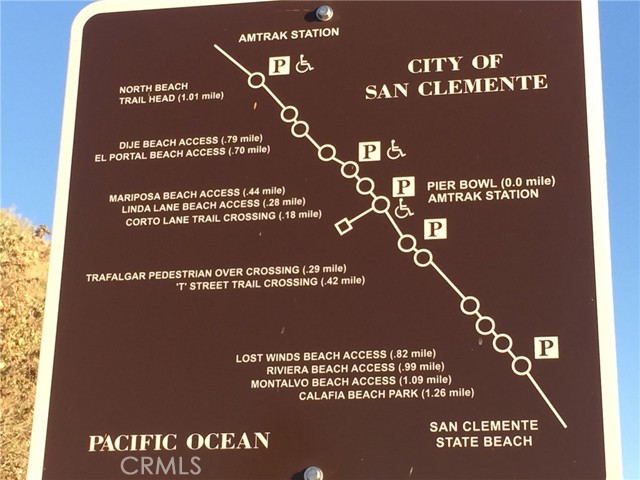 AMTRAK STATION
P
CITY OF
SAN CLEMENTE
NORTH BEACH
TRAIL HEAD (1.01 mile)
DIJE BEACH ACCESS (.79 mile)
EL PORTAL BEACH ACCESS (.70 mile)
P
MARIPOSA BEACH ACCESS (.44 mile)
LINDA LANE BEACH ACCESS (.28 mile)
CORTO LANE TRAIL CROSSING (.18 mile)
P
PIER BOWL (0.0 mile)
AMTRAK STATION
P
TRAFALGAR PEDESTRIAN OVER CROSSING (.29 mile)
'T' STREET TRAIL CROSSING (.42 mile)
P
LOST WINDS BEACH ACCESS (.82 mile)
RIVIERA BEACH ACCESS (.99 mile)
MONTALVO BEACH ACCESS (1.09 mile)
CALAFIA BEACH PARK (1.26 mile)
SAN CLEMENTE
STATE BEACH
PACIFIC OCEAN
CRMLS